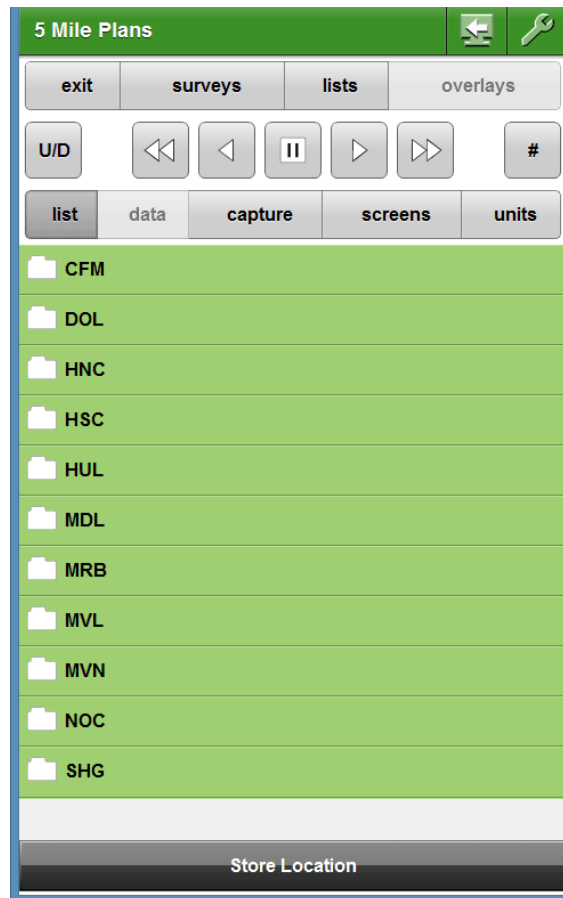 5 Mile Plans
exit surveys lists overlays
U/D #
list data capture screens units
CFM
DOL
HNC
HSC
HUL
MDL
MRB
MVL
MVN
NOC
SHG
Store Location